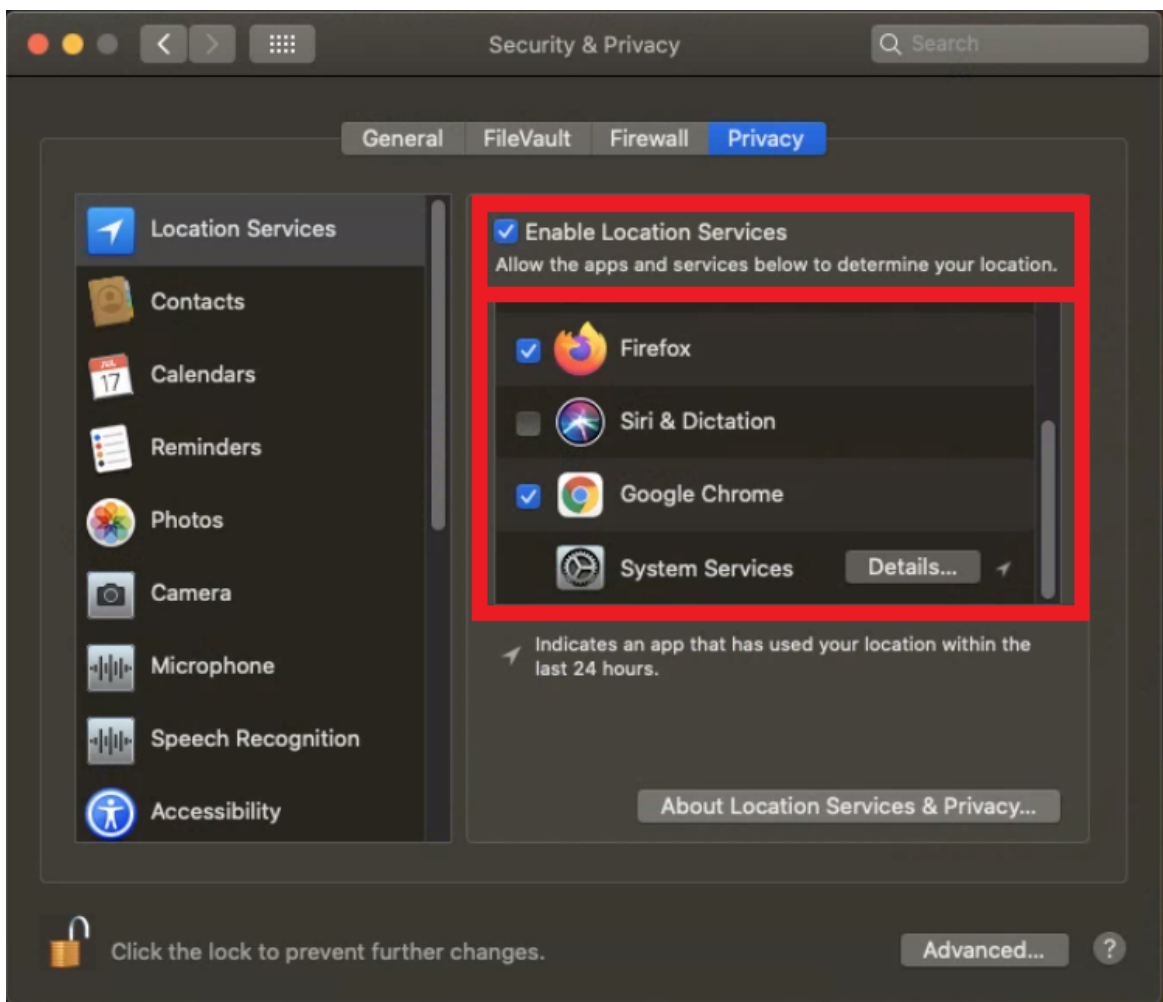 Security & Privacy
Search
General
FileVault
Firewall
Privacy
Location Services
Contacts
JUL
17
Calendars
Reminders
Photos
Camera
Microphone
Speech Recognition
Accessibility
Enable Location Services
Allow the apps and services below to determine your location.
Firefox
Siri & Dictation
Google Chrome
System Services
Details...
Indicates an app that has used your location within the
last 24 hours.
About Location Services & Privacy...
Click the lock to prevent further changes.
Advanced...
?